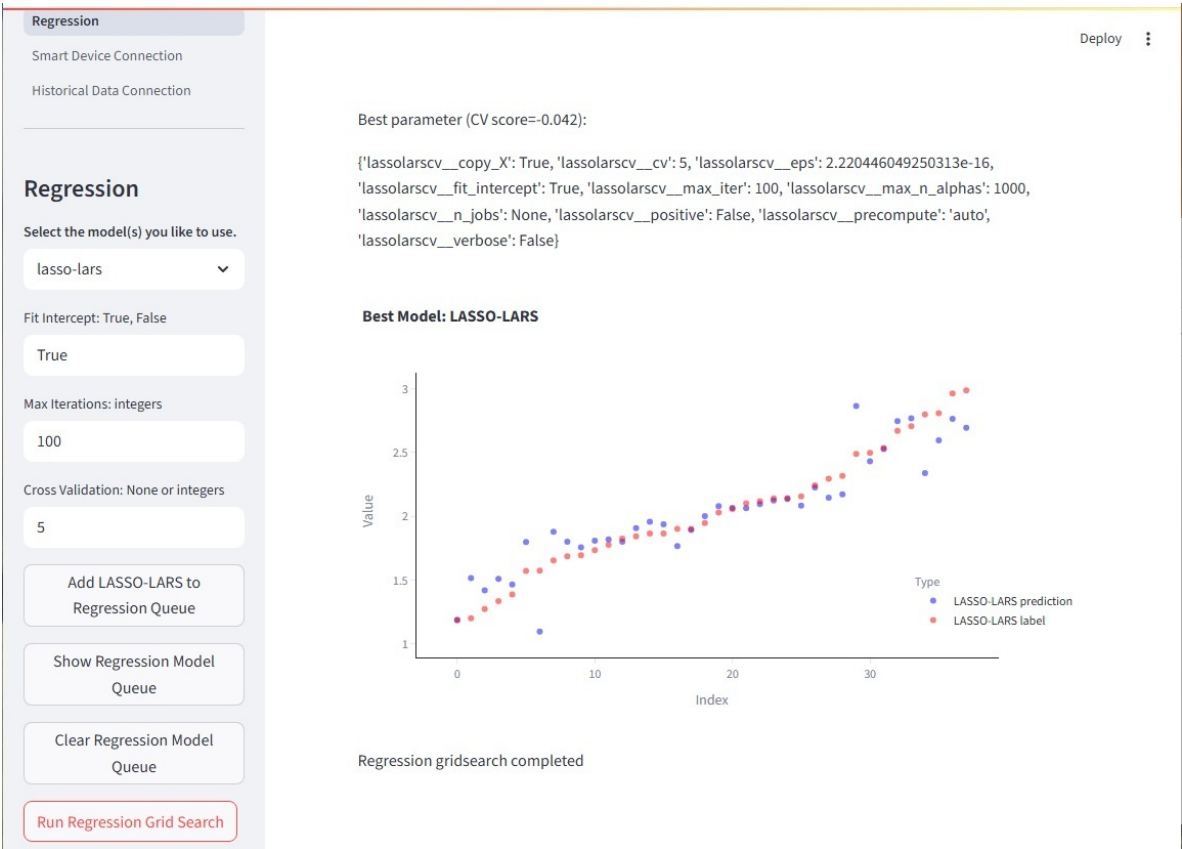 Regression
Smart Device Connection
Historical Data Connection
Regression
Select the model(s) you like to use.
lasso-lars
Fit Intercept: True, False
True
Max Iterations: integers
100
Cross Validation: None or integers
5
Add LASSO-LARS to
Regression Queue
Show Regression Model
Queue
Clear Regression Model
Queue
Run Regression Grid Search
Deploy
Best parameter (CV score=-0.042):
{'lassolarscv__copy_X': True, 'lassolarscv__cv': 5, 'lassolarscv__eps': 2.220446049250313e-16,
'lassolarscv__fit_intercept': True, 'lassolarscv__max_iter': 100, 'lassolarscv__max_n_alphas': 1000,
'lassolarscv__n_jobs': None, 'lassolarscv__positive': False, 'lassolarscv__precompute': 'auto',
'lassolarscv__verbose': False}
Best Model: LASSO-LARS
3
2.5
2
1.5
1
Value
0
10
20
30
Index
Type
LASSO-LARS prediction
LASSO-LARS label
Regression gridsearch completed